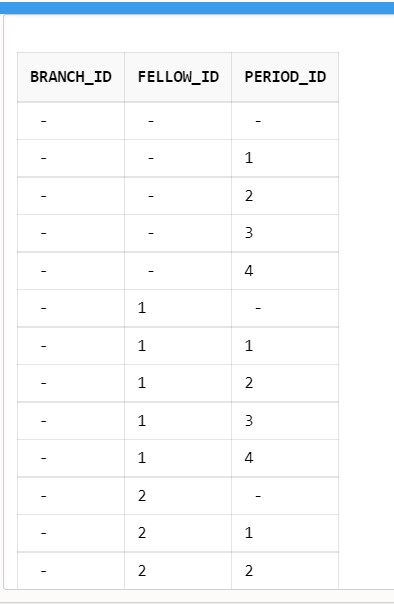 BRANCH_ID FELLOW_ID PERIOD_ID
- - -
- - 1
- - 2
- - 3
- - 4
- 1 -
- 1 1
- 1 2
- 1 3
- 1 4
- 2 -
- 2 1
- 2 2